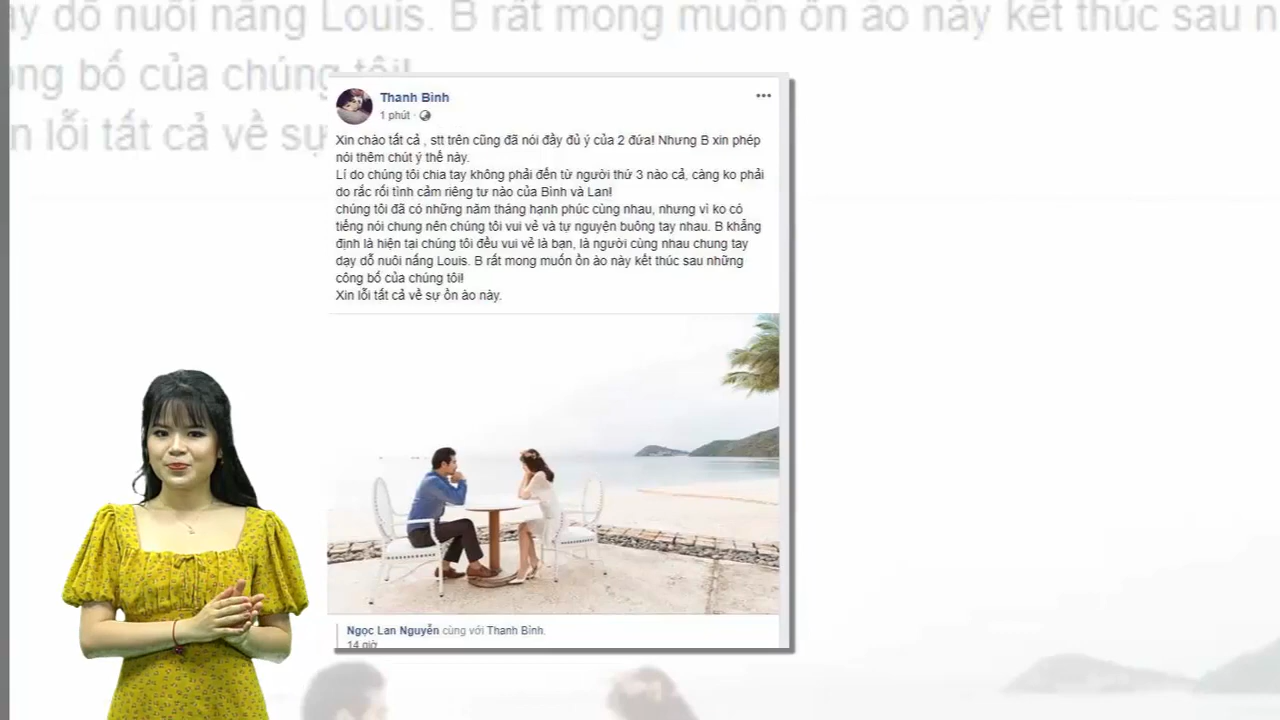 ạy dỗ nuôi nấng Louis. B rất mong muốn ồn ào này kết thúc sau n
ông bố của chúng tôi!
n lỗi tất cả về sự
Thanh Bình
1 phút ·
Xin chào tất cả , stt trên cũng đã nói đầy đủ ý của 2 đứa! Nhưng B xin phép
nói thêm chút ý thế này.
Lí do chúng tôi chia tay không phải đến từ người thứ 3 nào cả, càng ko phải
do rắc rối tình cảm riêng tư nào của Bình và Lan!
chúng tôi đã có những năm tháng hạnh phúc cùng nhau, nhưng vì ko có
tiếng nói chung nên chúng tôi vui vẻ và tự nguyện buông tay nhau. B khẳng
định là hiện tại chúng tôi đều vui vẻ là bạn, là người cùng nhau chung tay
dạy dỗ nuôi nấng Louis. B rất mong muốn ồn ào này kết thúc sau những
công bố của chúng tôi!
Xin lỗi tất cả về sự ồn ào này.
Ngọc Lan Nguyễn cùng với Thanh Bình.
14 giờ